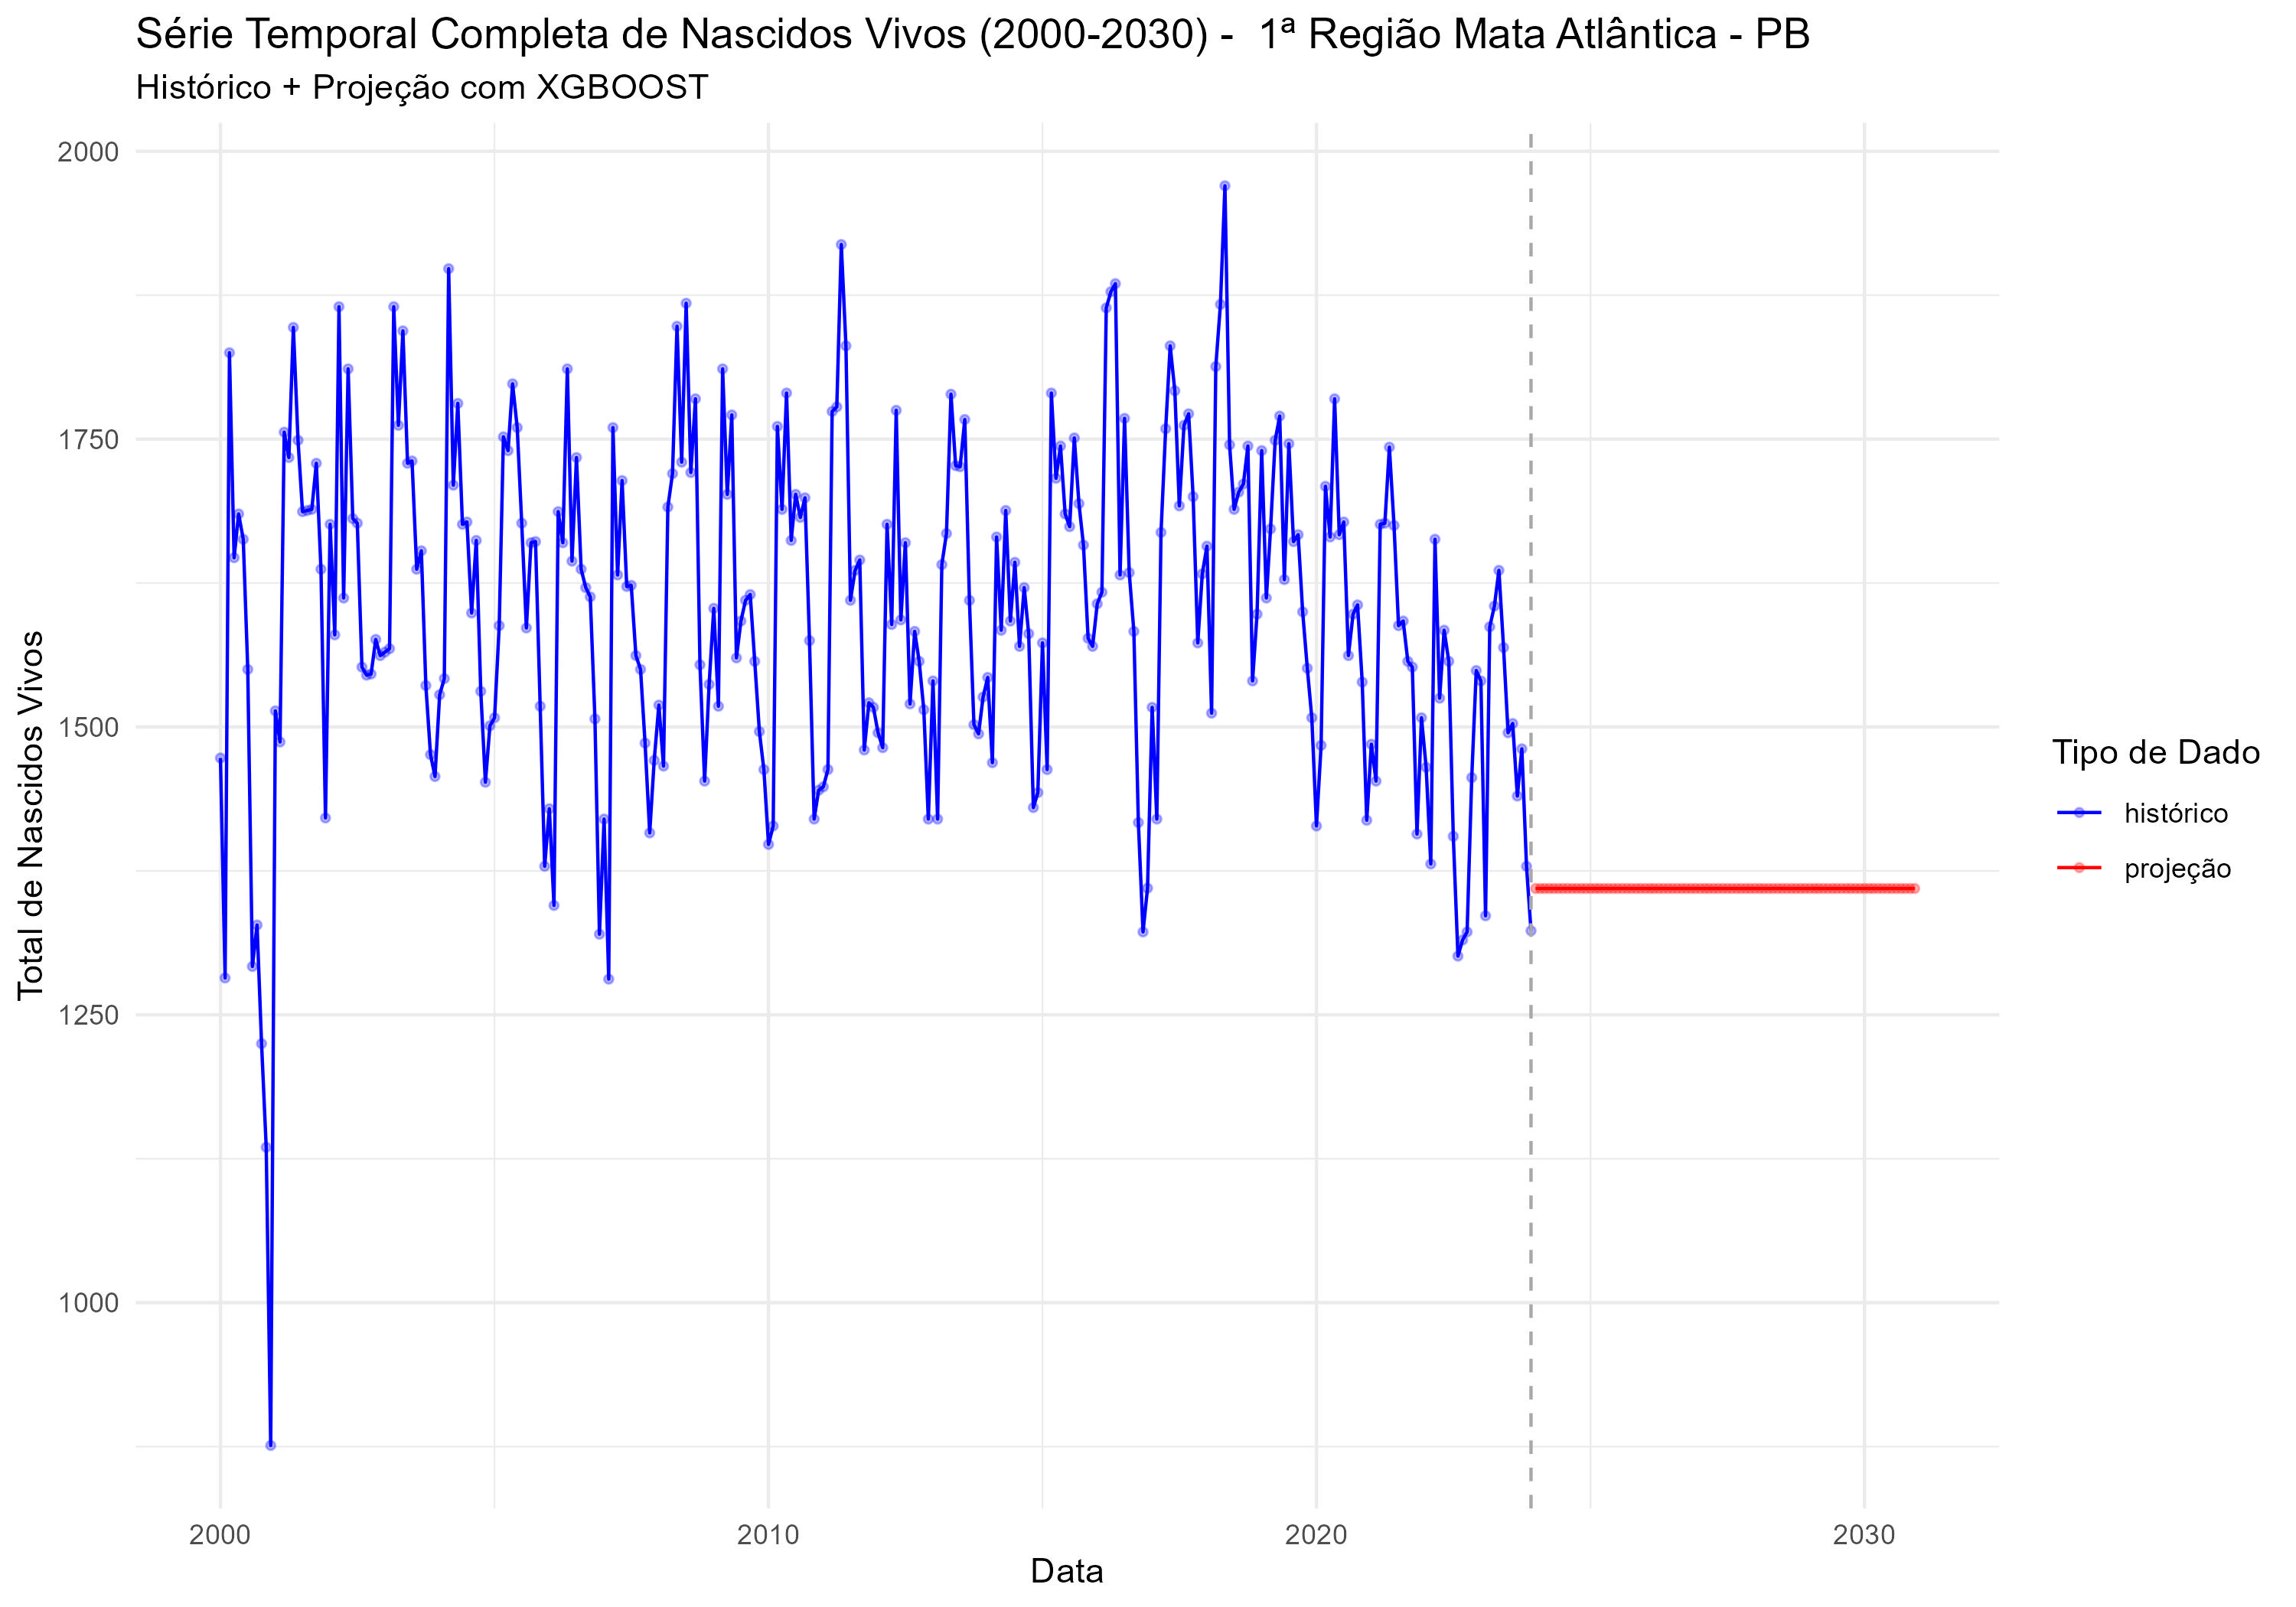 Série Temporal Completa de Nascidos Vivos (2000-2030) -  1ª Região Mata Atlântica - PB
Histórico + Projeção com XGBOOST
2000
1750
1500
1250
1000
Total de Nascidos Vivos
2000
2010
2020
2030
Data
Tipo de Dado
histórico
projeção